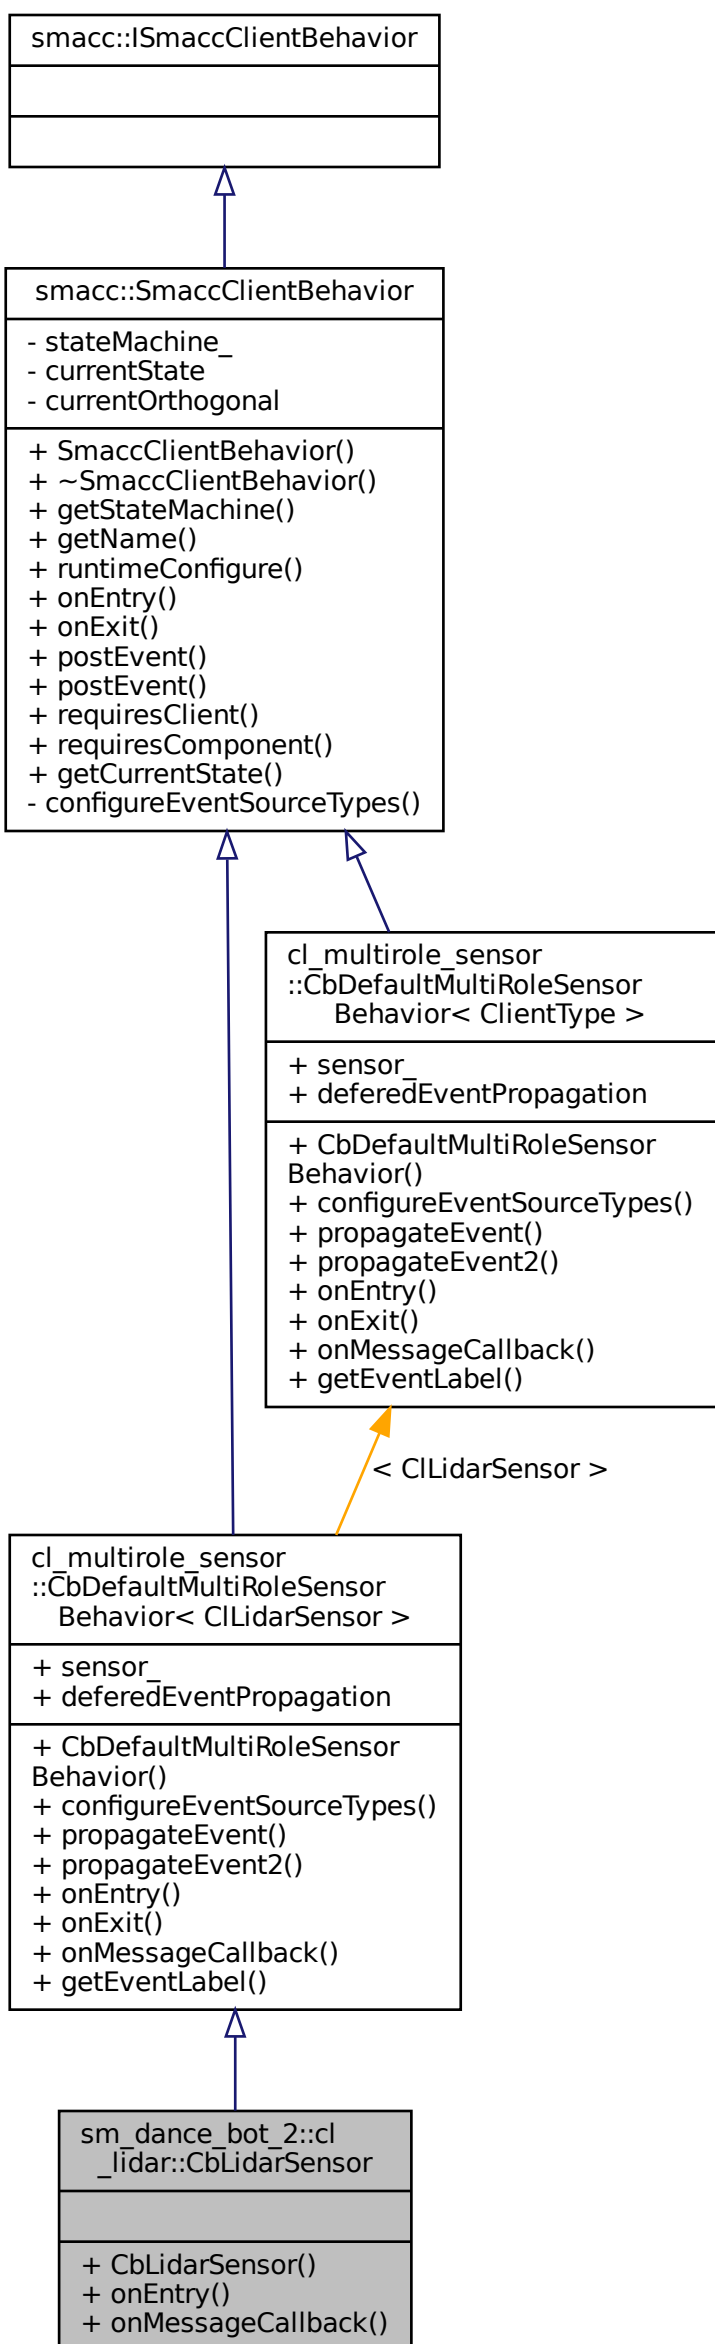 smacc::ISmaccClientBehavior
smacc::SmaccClientBehavior
- stateMachine_
- currentState
- currentOrthogonal
+ SmaccClientBehavior()
+ ~SmaccClientBehavior()
+ getStateMachine()
+ getName()
+ runtimeConfigure()
+ onEntry()
+ onExit()
+ postEvent()
+ postEvent()
+ requiresClient()
+ requiresComponent()
+ getCurrentState()
- configureEventSourceTypes()
cl_multirole_sensor
::CbDefaultMultiRoleSensor
Behavior< ClientType >
+ sensor_
+ deferedEventPropagation
+ CbDefaultMultiRoleSensor
Behavior()
+ configureEventSourceTypes()
+ propagateEvent()
+ propagateEvent2()
+ onEntry()
+ onExit()
+ onMessageCallback()
+ getEventLabel()
< ClLidarSensor >
cl_multirole_sensor
::CbDefaultMultiRoleSensor
Behavior< ClLidarSensor >
+ sensor_
+ deferedEventPropagation
+ CbDefaultMultiRoleSensor
Behavior()
+ configureEventSourceTypes()
+ propagateEvent()
+ propagateEvent2()
+ onEntry()
+ onExit()
+ onMessageCallback()
+ getEventLabel()
sm_dance_bot_2::cl
_lidar::CbLidarSensor
+ CbLidarSensor()
+ onEntry()
+ onMessageCallback()